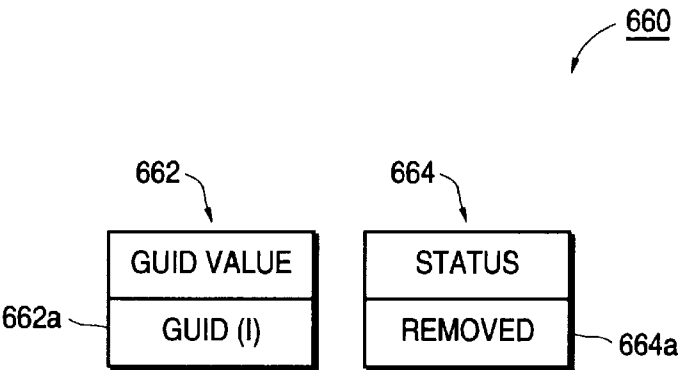 660
662
664
GUID VALUE
STATUS
662a
GUID (I)
REMOVED
664a